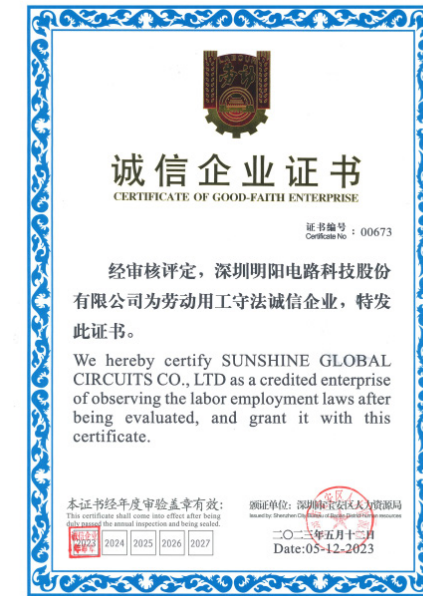 诚信企业证书
CERTIFICATE OF GOOD-FAITH ENTERPRISE
证书编号
Certificate No : 00673
经审核评定，深圳明阳电路科技股份
有限公司为劳动用工守法诚信企业，特发
此证书。
We hereby certify SUNSHINE GLOBAL
CIRCUITS CO., LTD as a credited enterprise
of observing the labor employment laws after
being evaluated, and grant it with this
certificate.
本证书经年度审验盖章有效：
This certificate shall come into effect after being
duly passed the annual inspection and being sealed.
2023 2024 2025 2026 2027
颁证单位：深圳市宝安区人力资源局
二〇二三年五月十二日
Date:05-12-2023